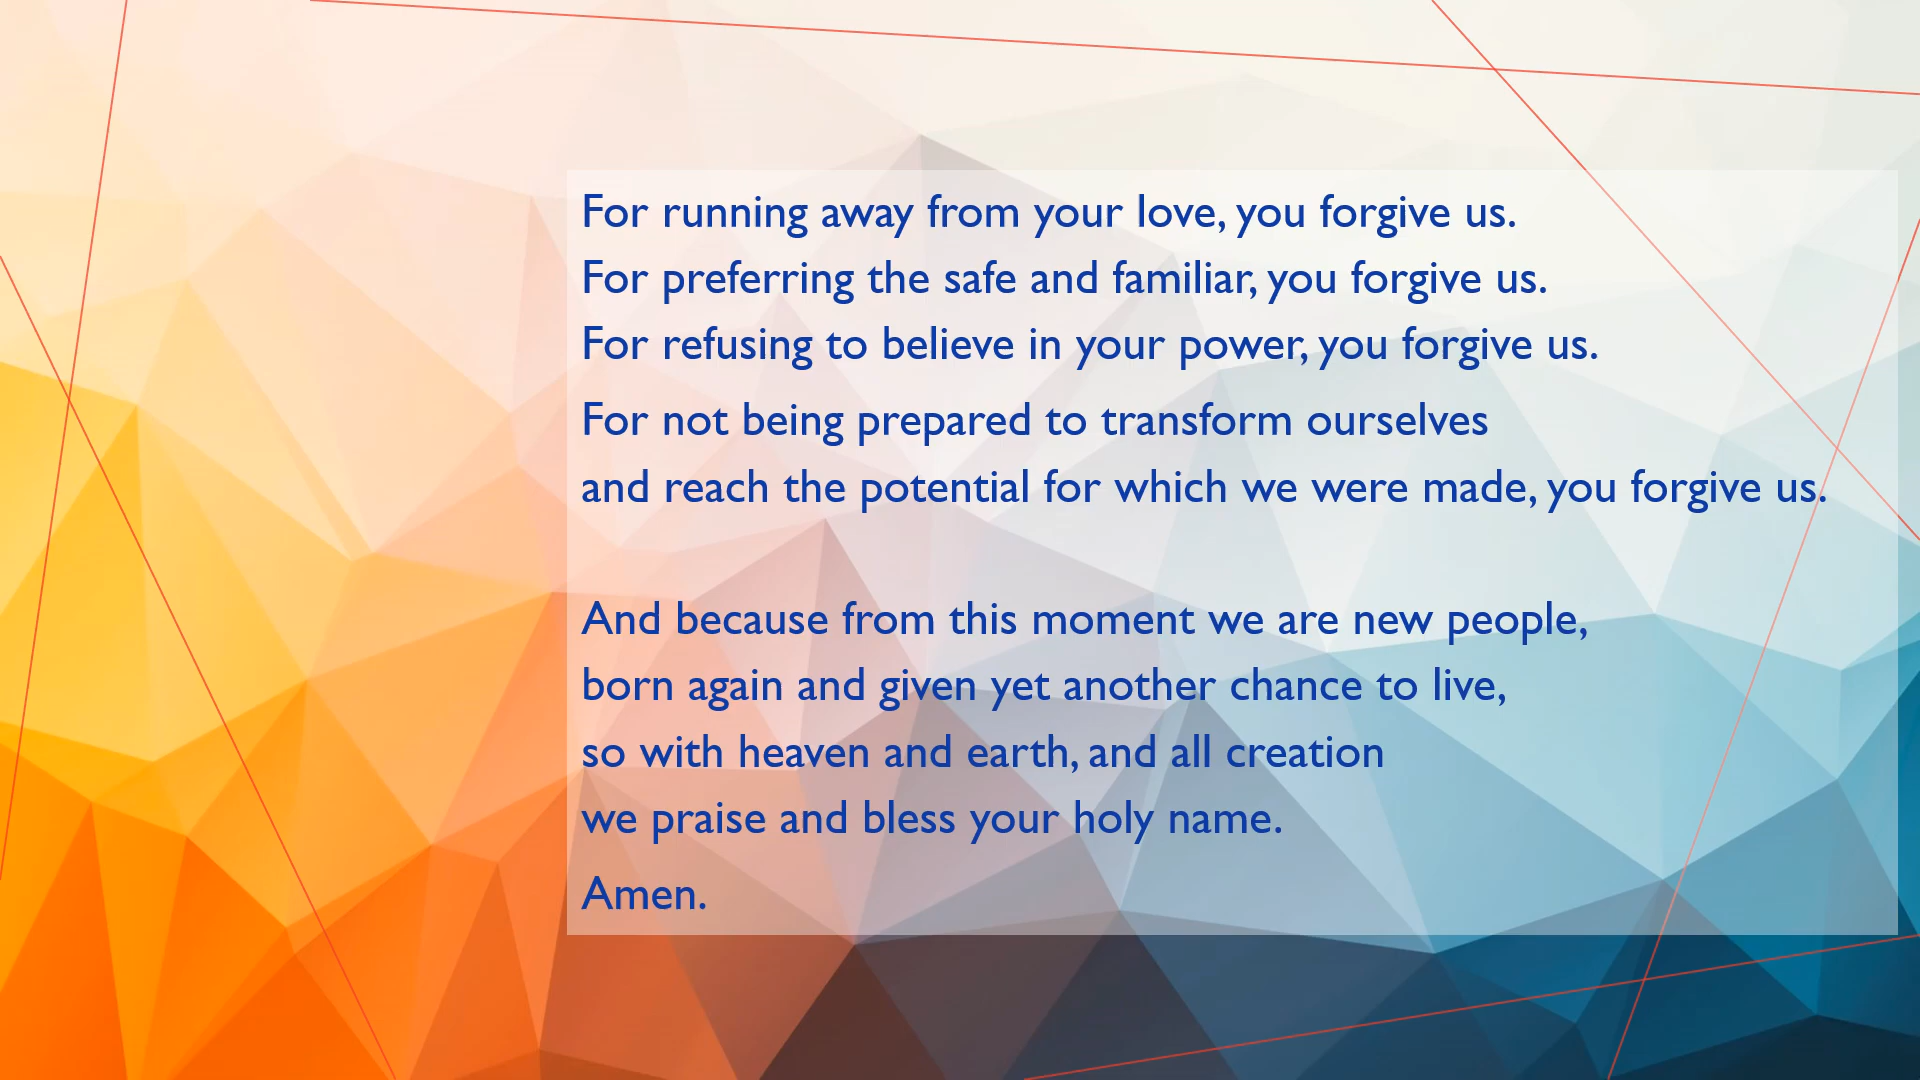 For running away from your love, you forgive us.
For preferring the safe and familiar, you forgive us.
For refusing to believe in your power, you forgive us.
For not being prepared to transform ourselves
and reach the potential for which we were made, you forgive us.
And because from this moment we are new people,
born again and given yet another chance to live,
so with heaven and earth, and all creation
we praise and bless your holy name.
Amen.